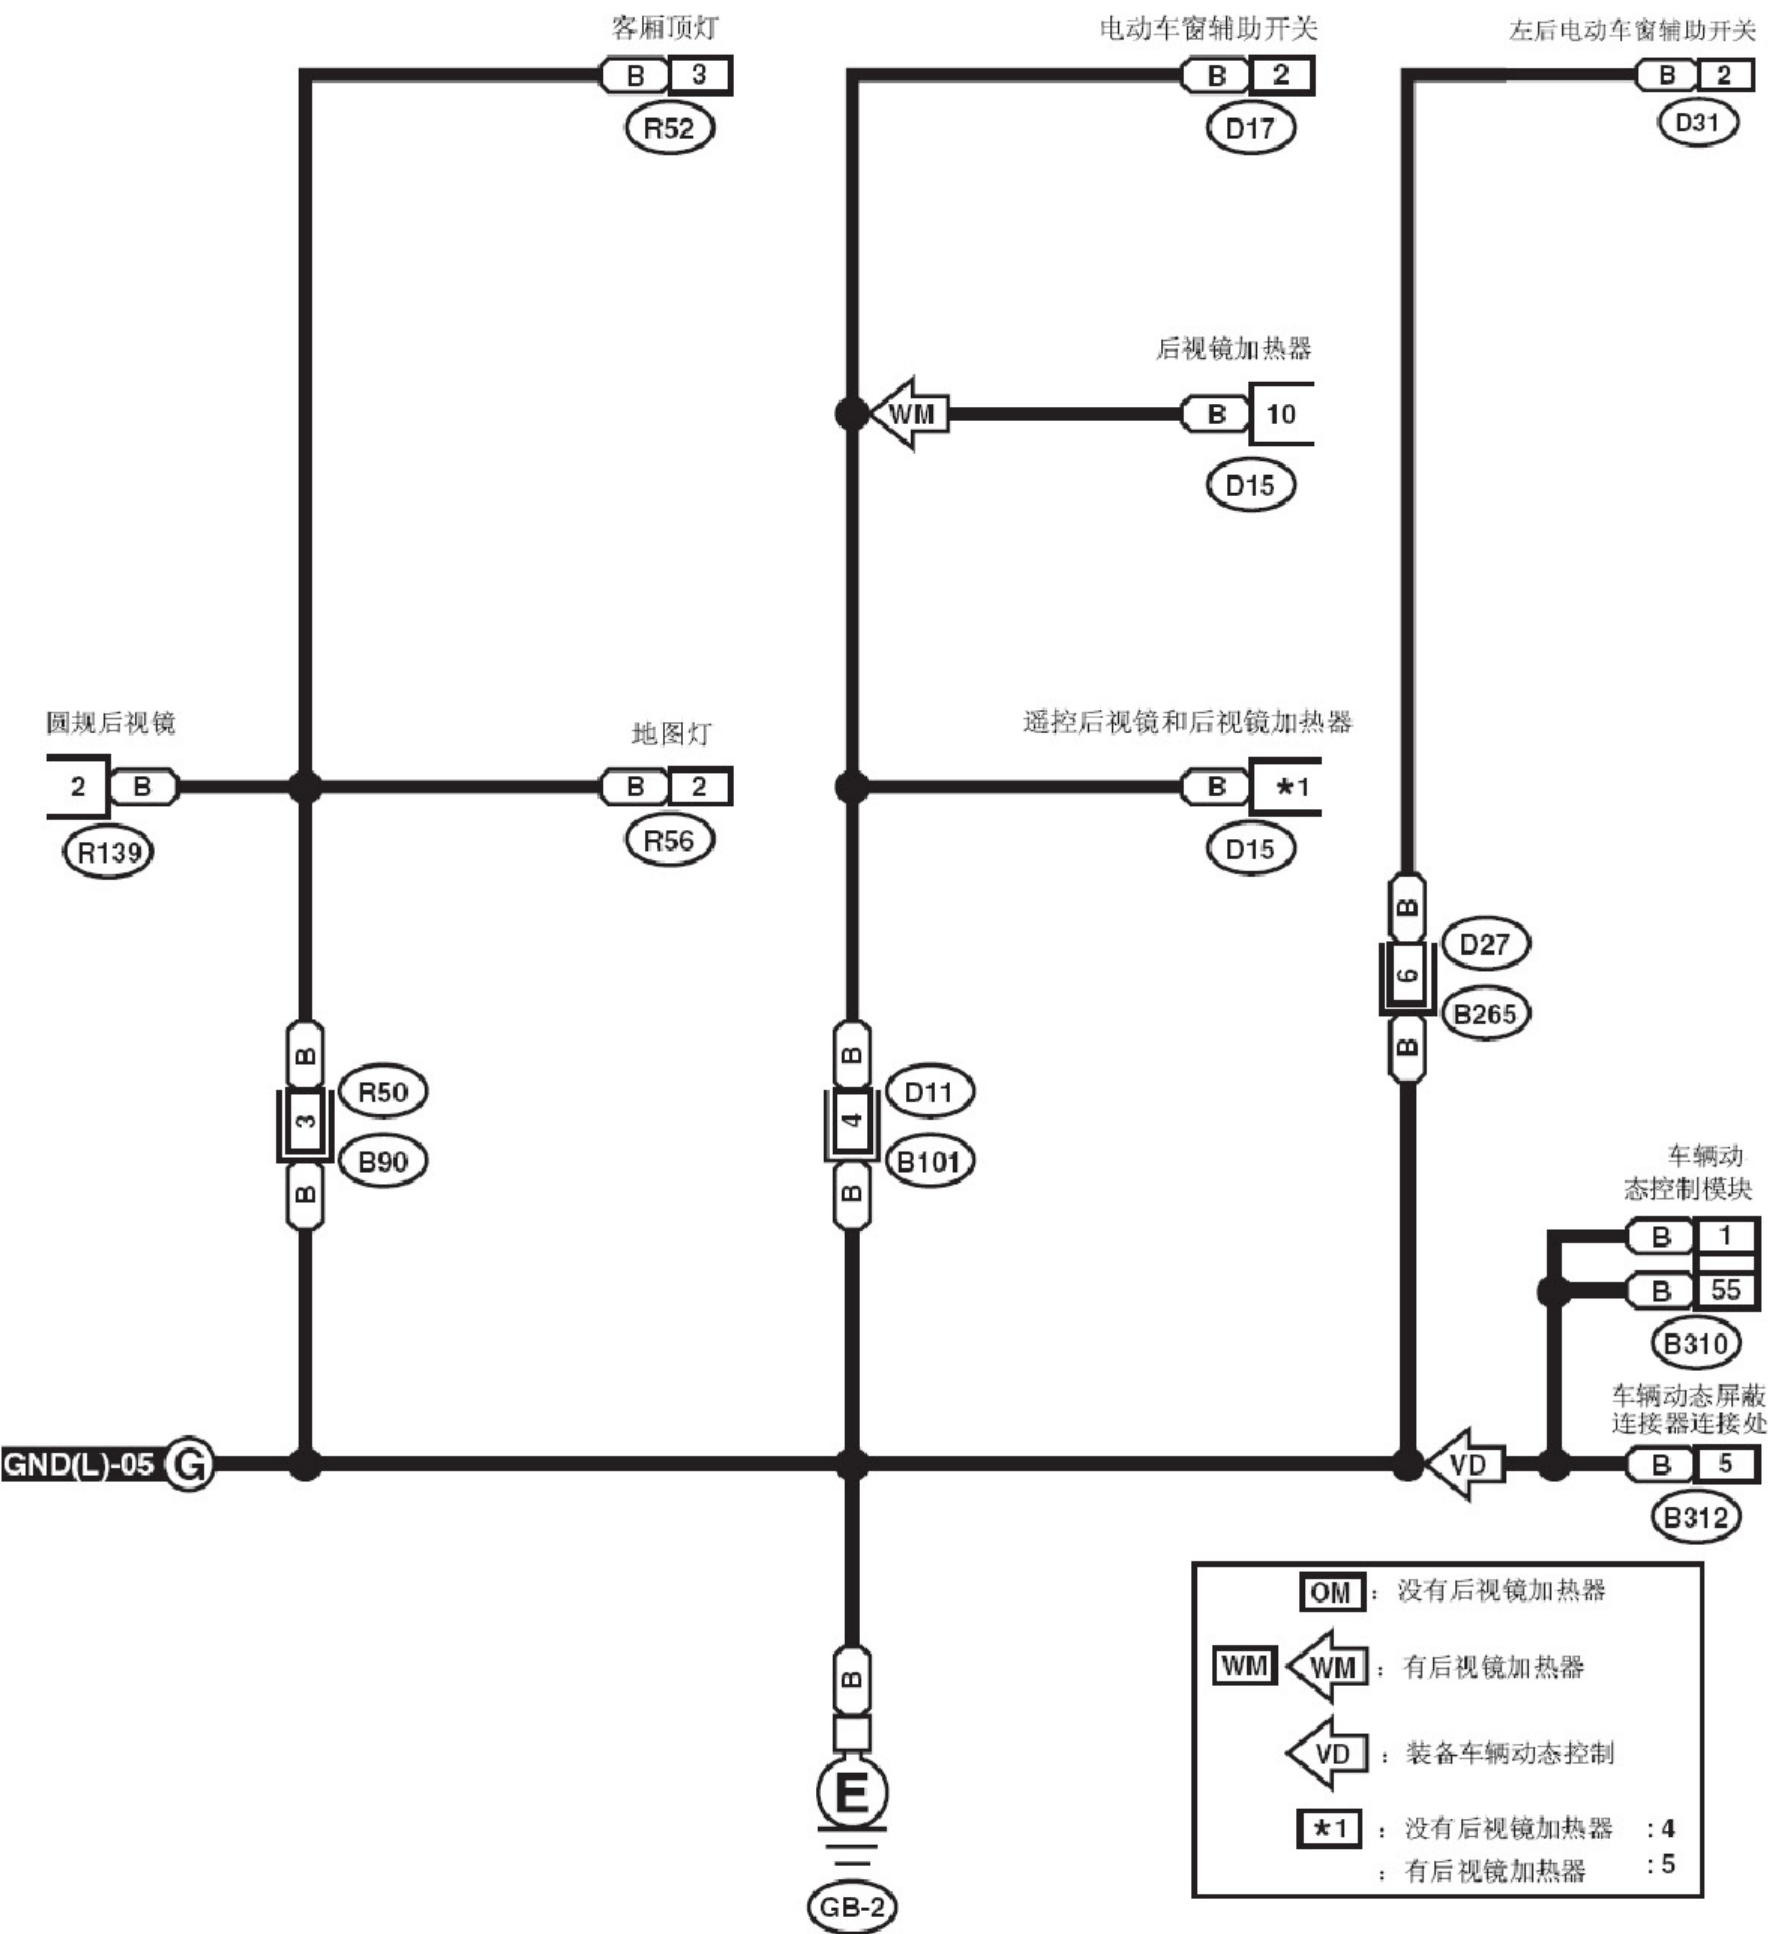 客厢顶灯
电动车窗辅助开关
左后电动车窗辅助开关
B 3
B 2
B 2
R52
D17
D31
后视镜加热器
WM
B 10
D15
圆规后视镜
地图灯
遥控后视镜和后视镜加热器
2 B
B 2
B *1
R139
R56
D15
B
D27
6
B265
B
B
R50
3
B90
B
B
D11
4
B101
B
车辆动
态控制模块
B 1
B 55
B310
车辆动态屏蔽
连接器连接处
GND(L)-05 G
VD
B 5
B312
B
E
GB-2
OM : 没有后视镜加热器
WM WM : 有后视镜加热器
VD : 装备车辆动态控制
*1 : 没有后视镜加热器 : 4
: 有后视镜加热器 : 5